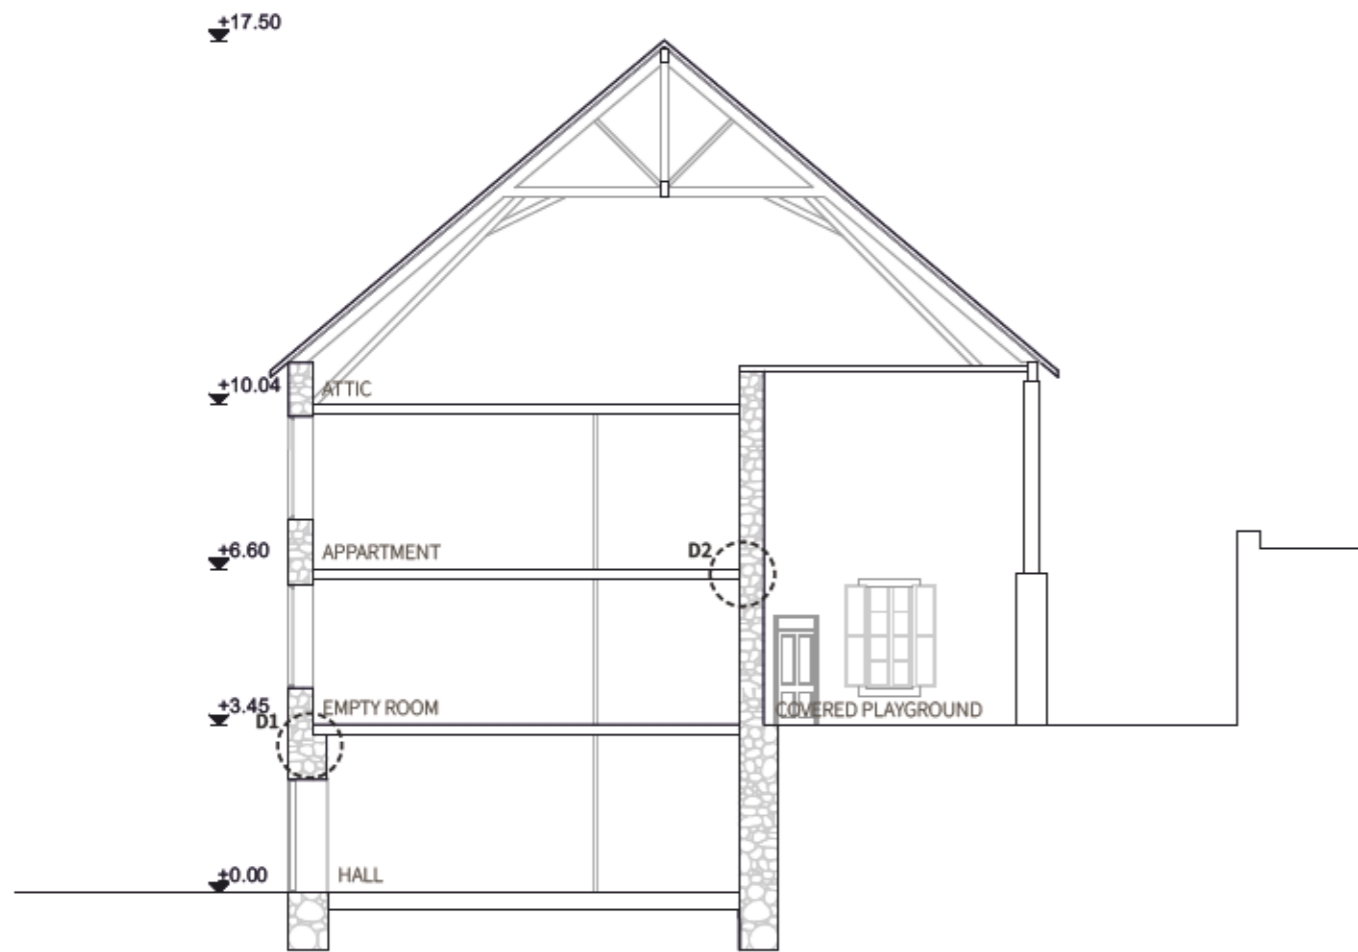 +17.50
+10.04
ATTIC
+6.60
APPARTMENT
D2
+3.45
EMPTY ROOM
D1
COVERED PLAYGROUND
±0.00
HALL